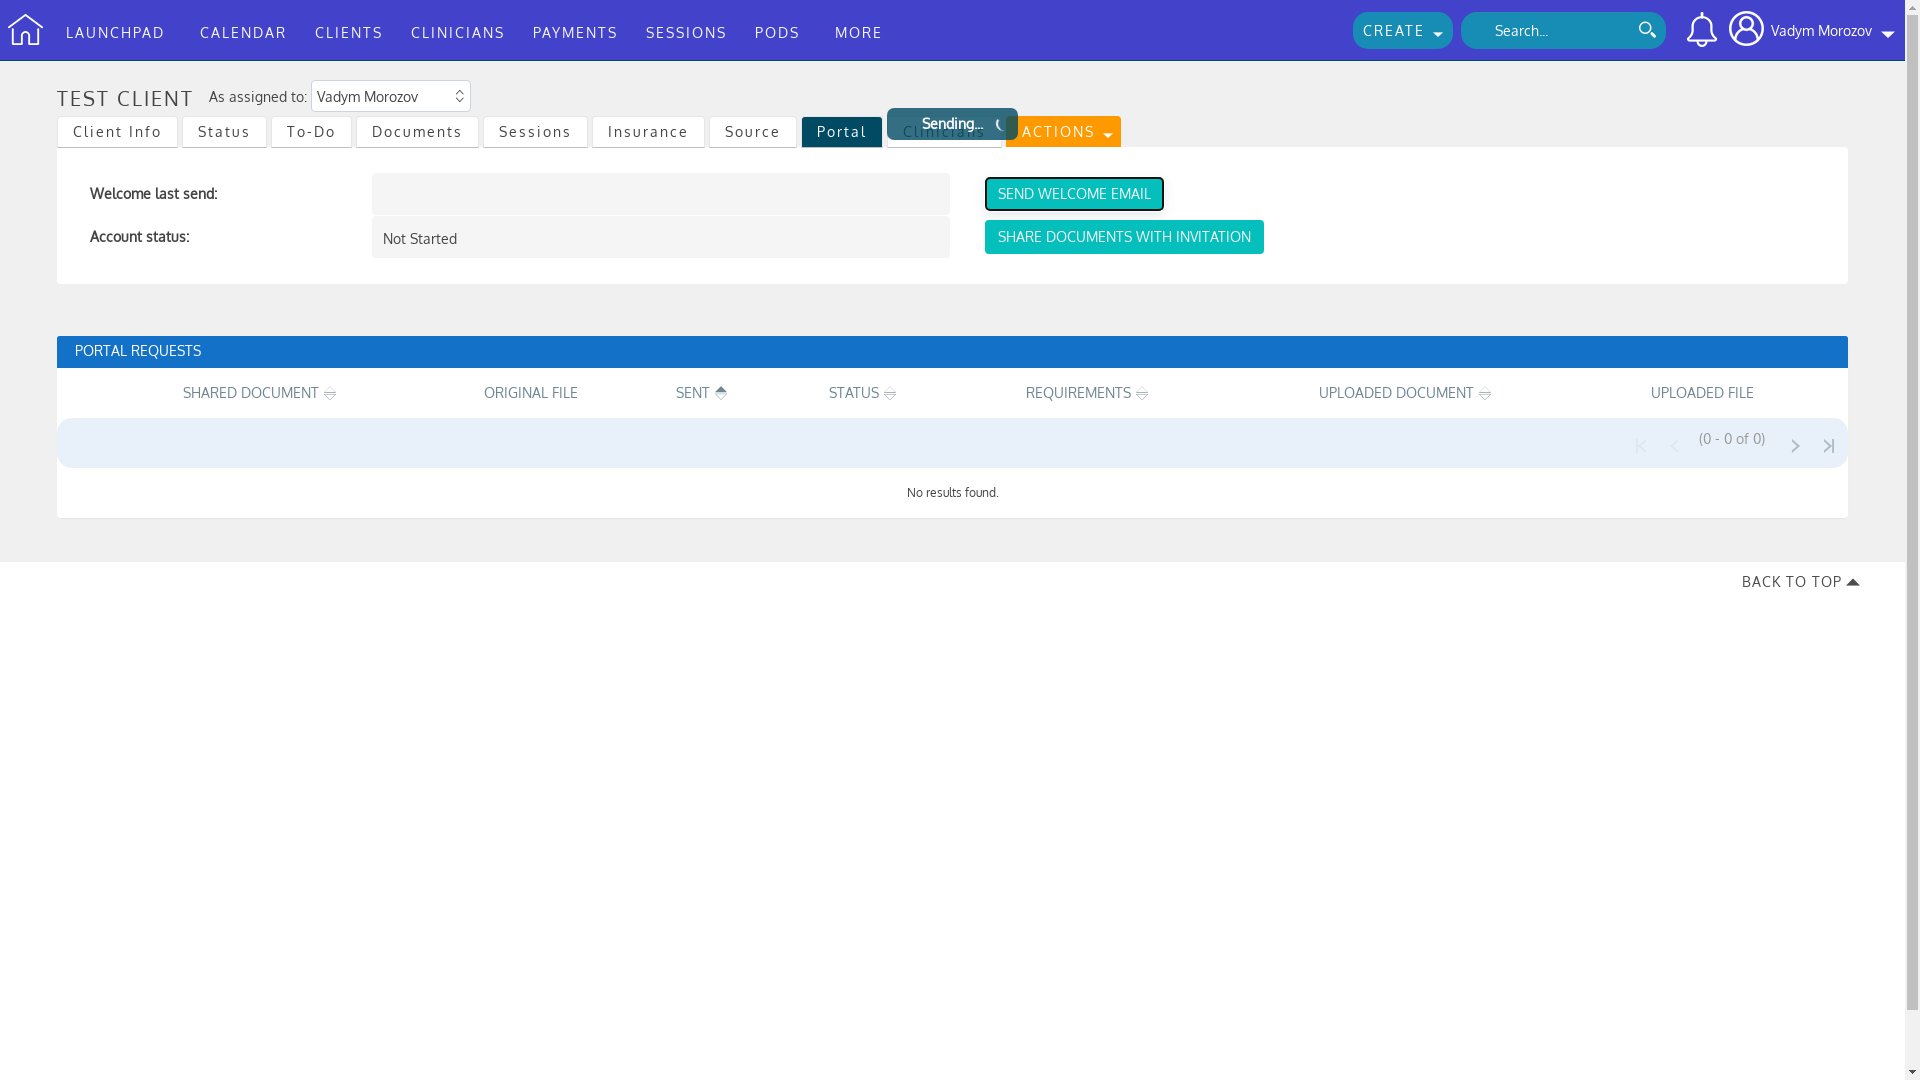 LAUNCHPAD CALENDAR CLIENTS CLINICIANS PAYMENTS SESSIONS PODS MORE CREATE Search... Vadym Morozov
TEST CLIENT As assigned to: Vadym Morozov
Sending...
Client Info Status To-Do Documents Sessions Insurance Source Portal Clinicians ACTIONS
Welcome last send: SEND WELCOME EMAIL
Account status: Not Started SHARE DOCUMENTS WITH INVITATION
PORTAL REQUESTS
SHARED DOCUMENT ORIGINAL FILE SENT STATUS REQUIREMENTS UPLOADED DOCUMENT UPLOADED FILE
(0 - 0 of 0)
No results found.
BACK TO TOP